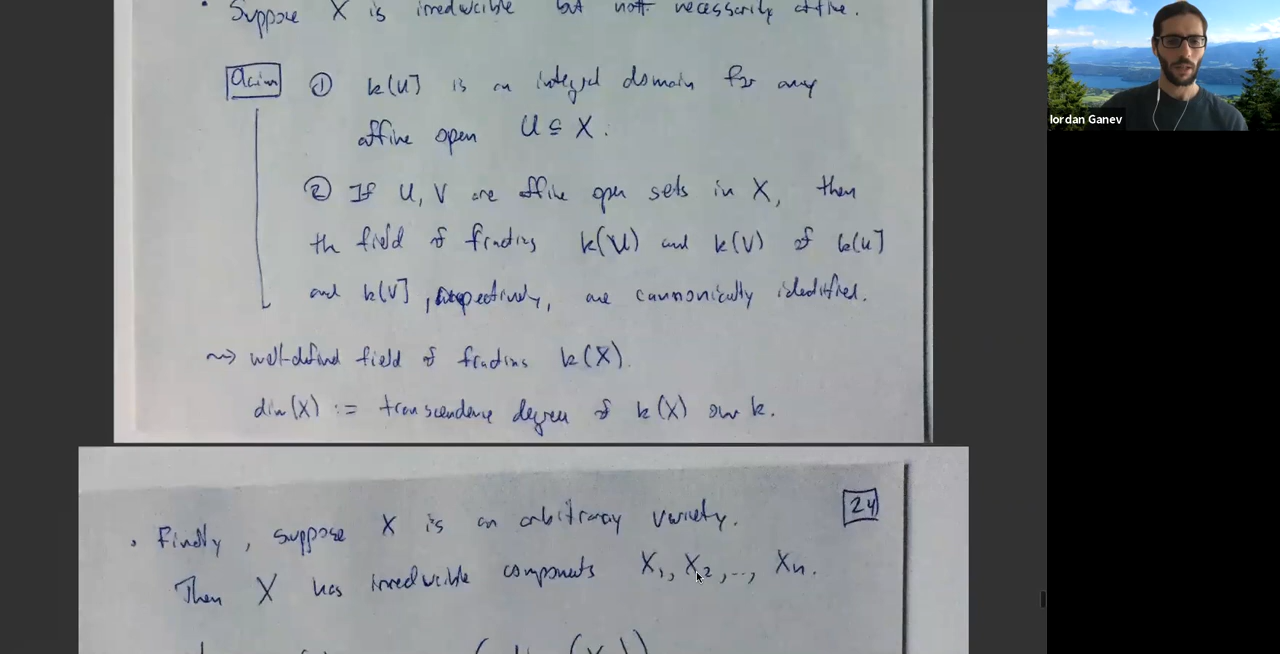 • Suppose X is irreducible but not necessarily affine.
Claim ① k[U] is an integral domain for any
affine open U ⊆ X.
② If U, V are affine open sets in X, then
the field of fractions k(U) and k(V) of k[U]
and k[V], respectively, are cannonically identified.
⇝ well-defined field of fractions k(X).
dim(X) := transcendence degree of k(X) over k.
24
• Finally, suppose X is an arbitrary variety.
Then X has irreducible components X₁, X₂, ..., Xₙ.
Iordan Ganev